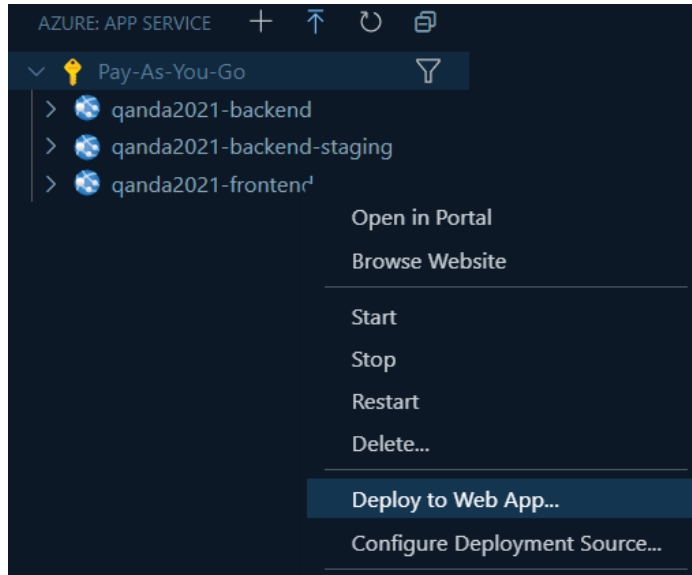 AZURE: APP SERVICE
Pay-As-You-Go
qanda2021-backend
qanda2021-backend-staging
qanda2021-frontend
Open in Portal
Browse Website
Start
Stop
Restart
Delete...
Deploy to Web App...
Configure Deployment Source...